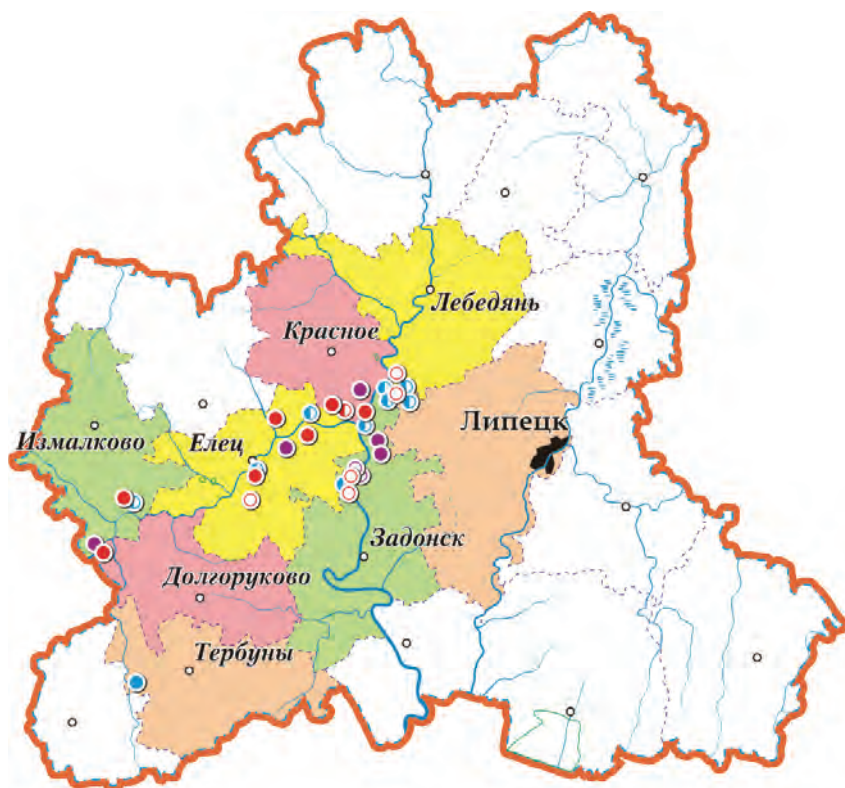 Лебедянь
Красное
Липецк
Измалково
Елец
Задонск
Долгоруково
Тербуны